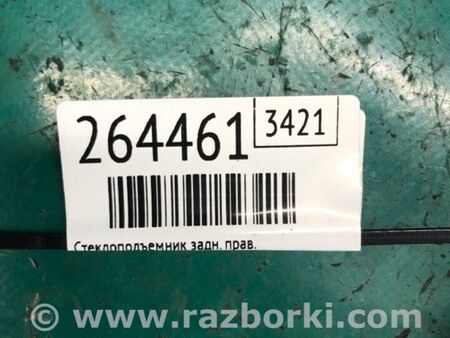 264461
3421
Стеклоподъемник задн. прав.
© www.razborki.com